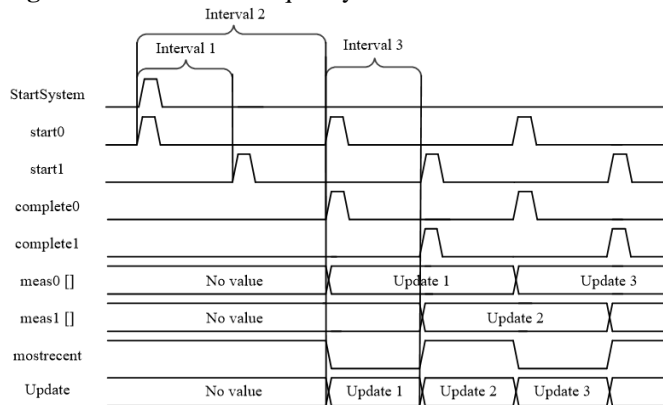 Interval 2
Interval 1
Interval 3
StartSystem
start0
start1
complete0
complete1
meas0 [] No value Update 1 Update 3
meas1 [] No value Update 2
mostrecent
Update No value Update 1 Update 2 Update 3